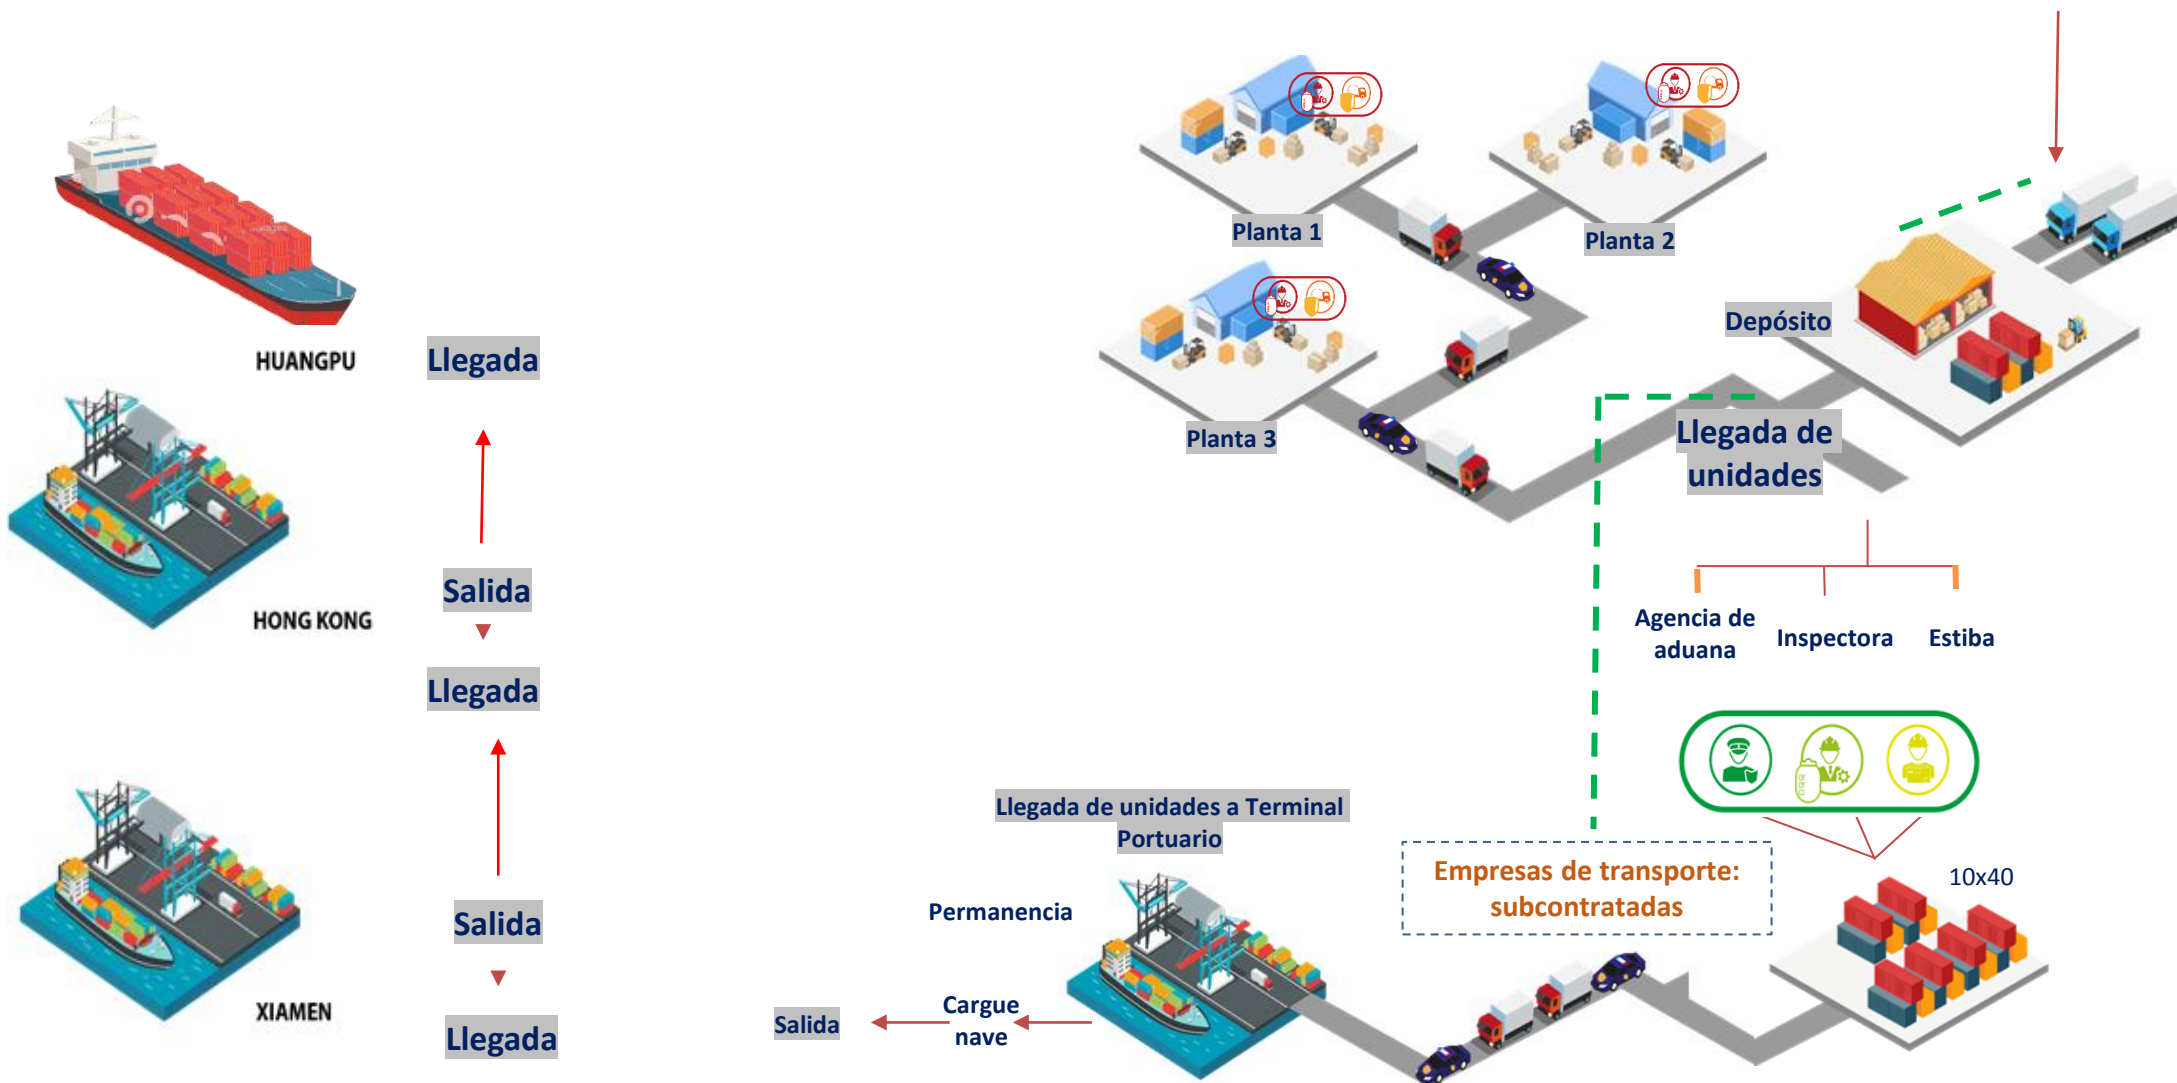 HUANGPU
Llegada
HONG KONG
Salida
Llegada
XIAMEN
Salida
Llegada
Planta 1
Planta 2
Planta 3
Depósito
Llegada de
unidades
Agencia de
aduana
Inspectora
Estiba
Llegada de unidades a Terminal
Portuario
Permanencia
Empresas de transporte:
subcontratadas
10x40
Cargue
nave
Salida